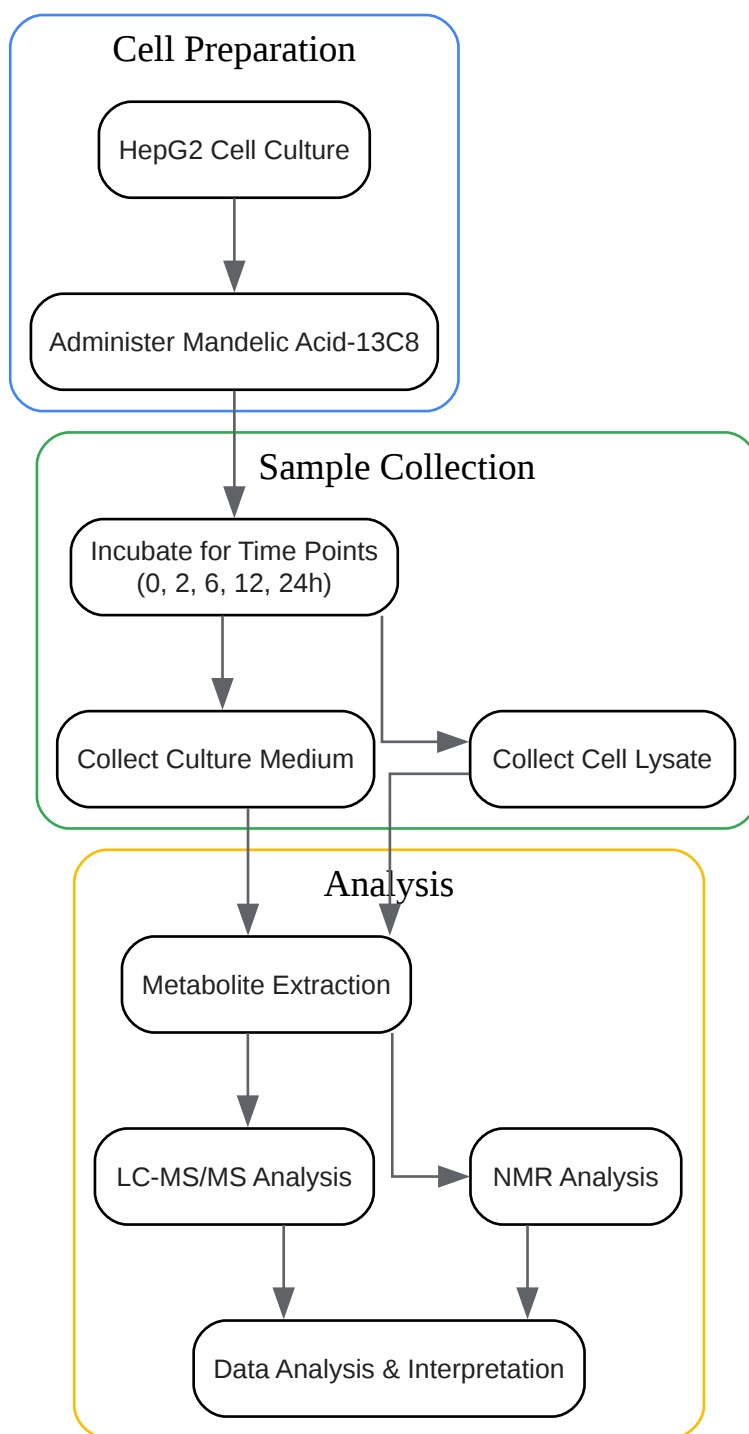 Cell Preparation
HepG2 Cell Culture
Administer Mandelic Acid-13C8
Sample Collection
Incubate for Time Points
(0, 2, 6, 12, 24h)
Collect Culture Medium
Collect Cell Lysate
Analysis
Metabolite Extraction
LC-MS/MS Analysis
NMR Analysis
Data Analysis & Interpretation